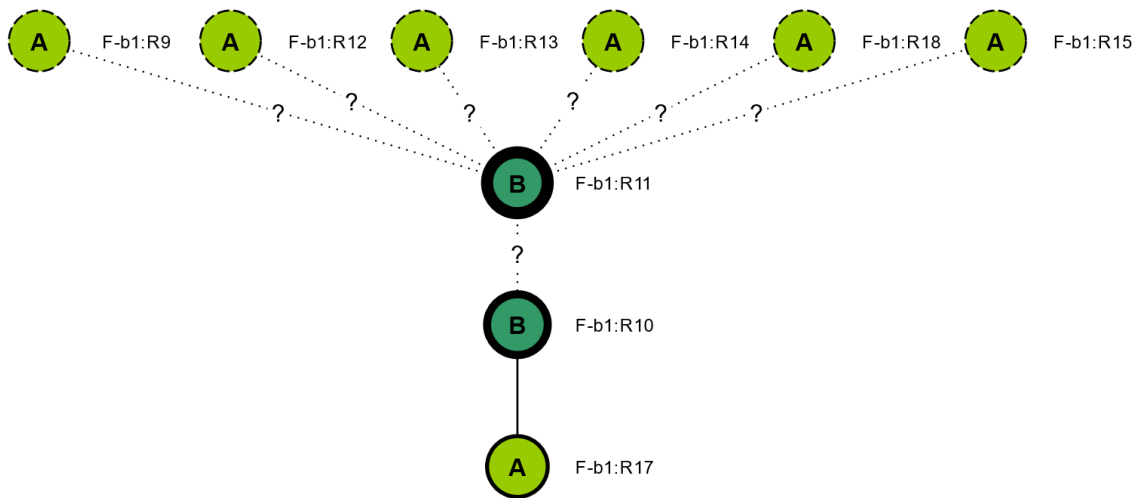 A F-b1:R9 A F-b1:R12 A F-b1:R13 A F-b1:R14 A F-b1:R18 A F-b1:R15
? ? ? ? ? ?
B F-b1:R11
?
B F-b1:R10
A F-b1:R17